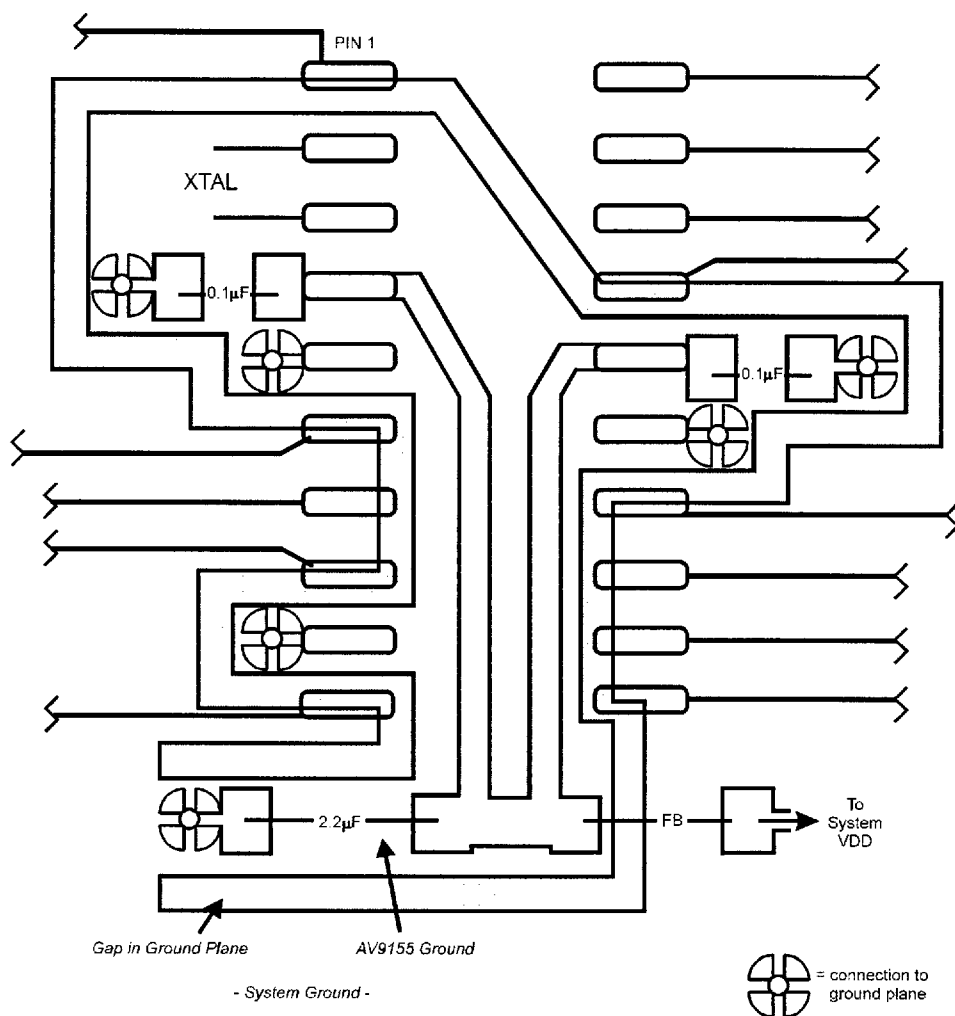 PIN 1
XTAL
0.1µF
0.1µF
2.2µF
FB
To
System
VDD
Gap in Ground Plane
AV9155 Ground
- System Ground -
= connection to
ground plane